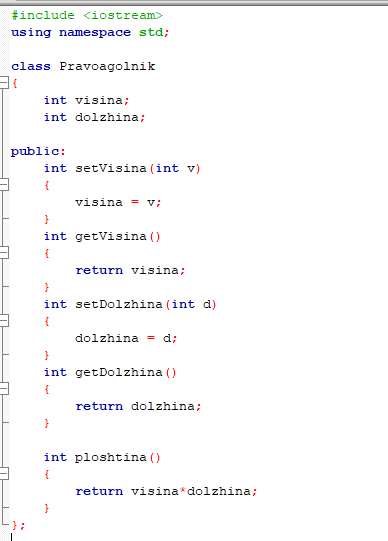 #include <iostream>
using namespace std;
class Pravoagolnik
{
int visina;
int dolzhina;
public:
int setVisina(int v)
{
visina = v;
}
int getVisina()
{
return visina;
}
int setDolzhina(int d)
{
dolzhina = d;
}
int getDolzhina()
{
return dolzhina;
}
int ploshtina()
{
return visina*dolzhina;
}
};